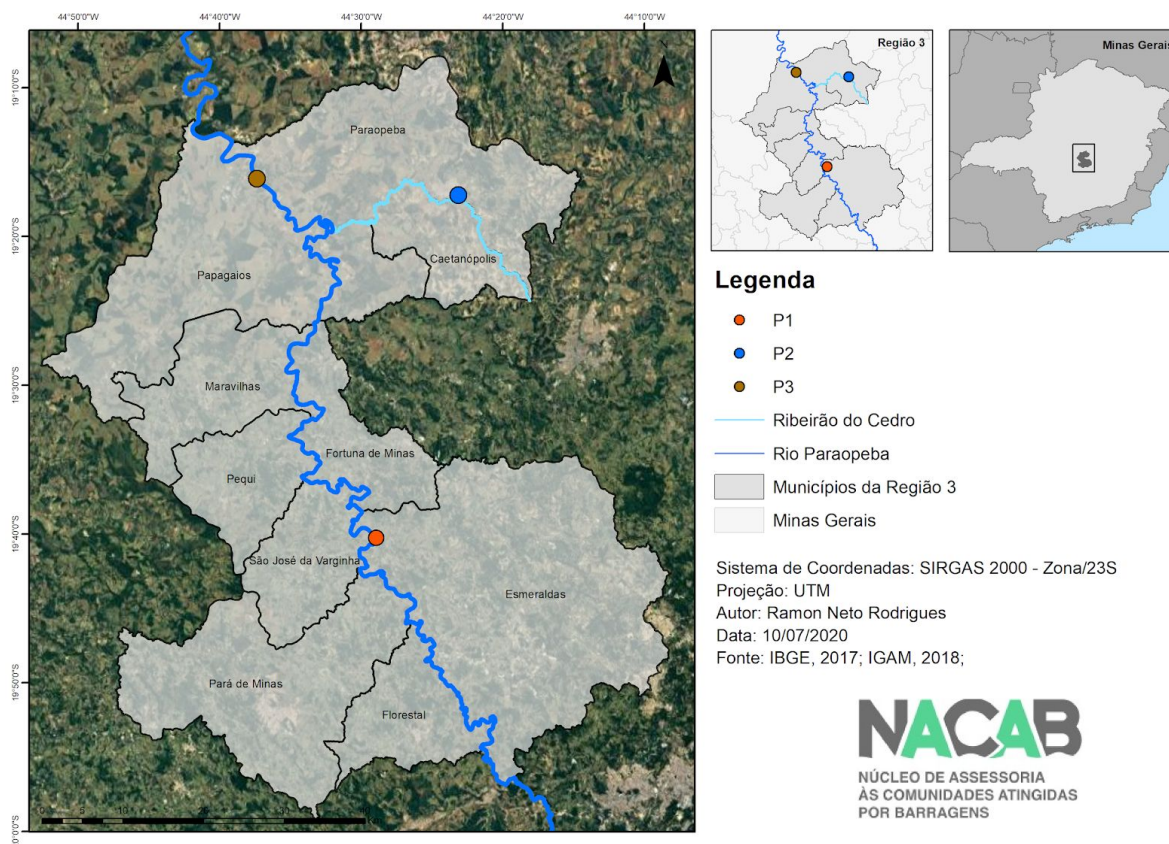 44°50'0"S
44°40'0"S
44°30'0"S
44°20'0"S
44°10'0"S
19°10'0"S
19°20'0"S
19°30'0"S
19°40'0"S
19°50'0"S
Paraopeba
Caetanópolis
Papagaios
Maravilhas
Fortuna de Minas
Pequi
São José da Varginha
Esmeraldas
Pará de Minas
Florestal
Região 3
Minas Gerais
Legenda
P1
P2
P3
Ribeirão do Cedro
Rio Paraopeba
Municípios da Região 3
Minas Gerais
Sistema de Coordenadas: SIRGAS 2000 - Zona/23S
Projeção: UTM
Autor: Ramon Neto Rodrigues
Data: 10/07/2020
Fonte: IBGE, 2017; IGAM, 2018;
NACAB
NÚCLEO DE ASSESSORIA
ÀS COMUNIDADES ATINGIDAS
POR BARRAGENS